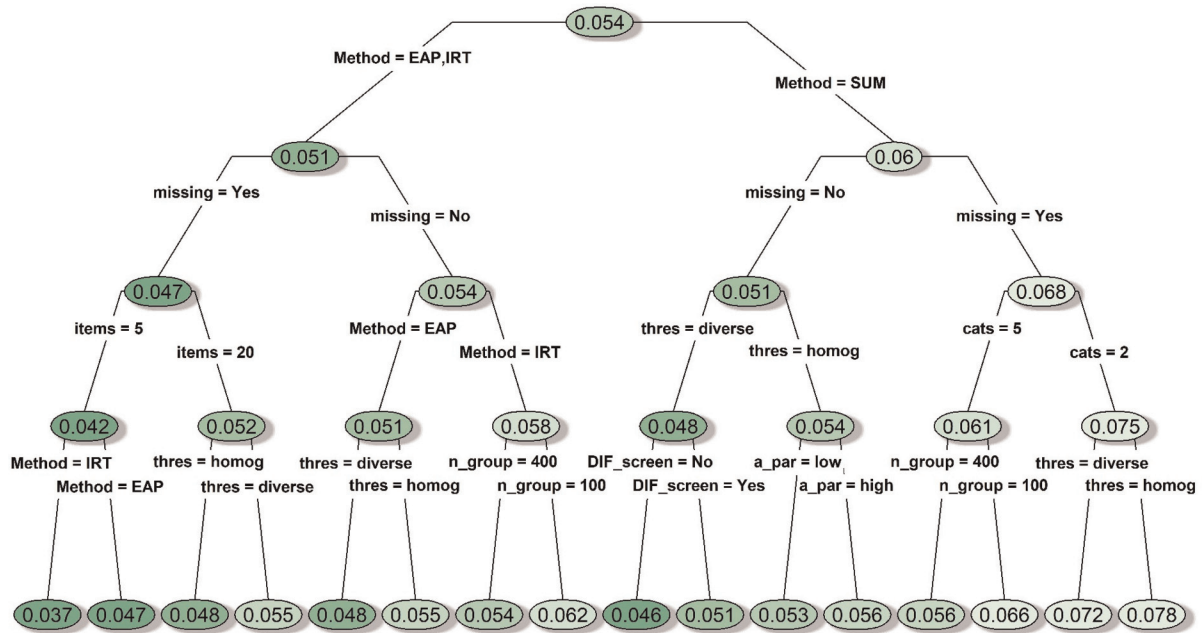 0.054
Method = EAP,IRT
Method = SUM
0.051
0.06
missing = Yes
missing = No
missing = No
missing = Yes
0.047
0.054
0.051
0.068
items = 5
items = 20
Method = EAP
Method = IRT
thres = diverse
thres = homog
cats = 5
cats = 2
0.042
0.052
0.051
0.058
0.048
0.054
0.061
0.075
Method = IRT
Method = EAP
thres = homog
thres = diverse
thres = diverse
thres = homog
n_group = 400
n_group = 100
DIF_screen = No
DIF_screen = Yes
a_par = low
a_par = high
n_group = 400
n_group = 100
thres = diverse
thres = homog
0.037
0.047
0.048
0.055
0.048
0.055
0.054
0.062
0.046
0.051
0.053
0.056
0.056
0.066
0.072
0.078